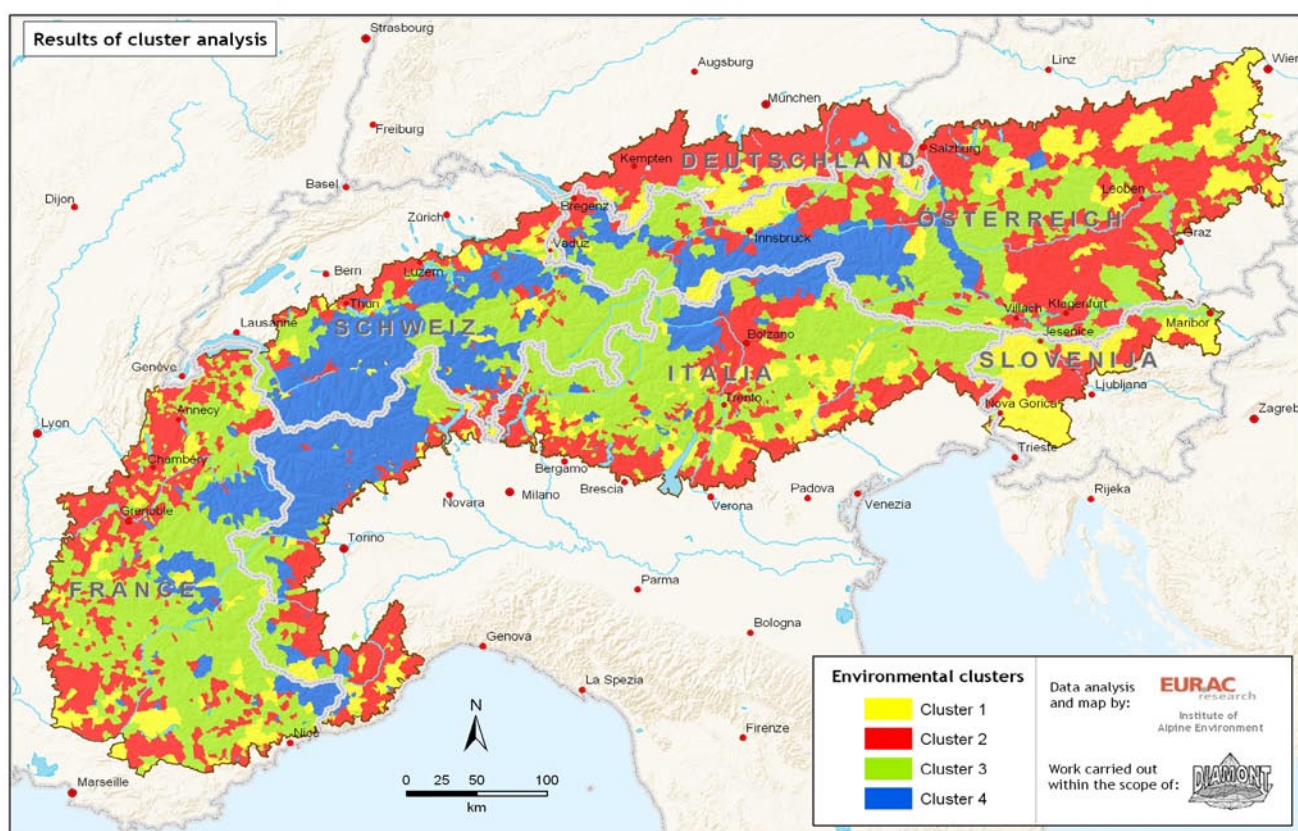 Results of cluster analysis
Strasbourg
Augsburg
Linz
Wien
München
Freiburg
Salzburg
DEUTSCHLAND
Kempten
Basel
Dijon
Bregenz
Leoben
Zürich
ÖSTERREICH
Innsbruck
Graz
Vaduz
Luzern
Bern
Thun
SCHWEIZ
Villach
Klagenfurt
Maribor
Lausanne
Bolzano
Jesenice
SLOVENIJA
Genève
ITALIA
Ljubljana
Annecy
Trento
Nova Gorica
Zagreb
Lyon
Trieste
Chambéry
Bergamo
Brescia
Novara
Milano
Verona
Padova
Venezia
Rijeka
Grenoble
Torino
FRANCE
Parma
Bologna
Genova
La Spezia
Nice
Firenze
Marseille
N
0 25 50 100
km
Environmental clusters
Cluster 1
Cluster 2
Cluster 3
Cluster 4
Data analysis
and map by:
EURAC
research
Institute of
Alpine Environment
Work carried out
within the scope of:
DIAMONT